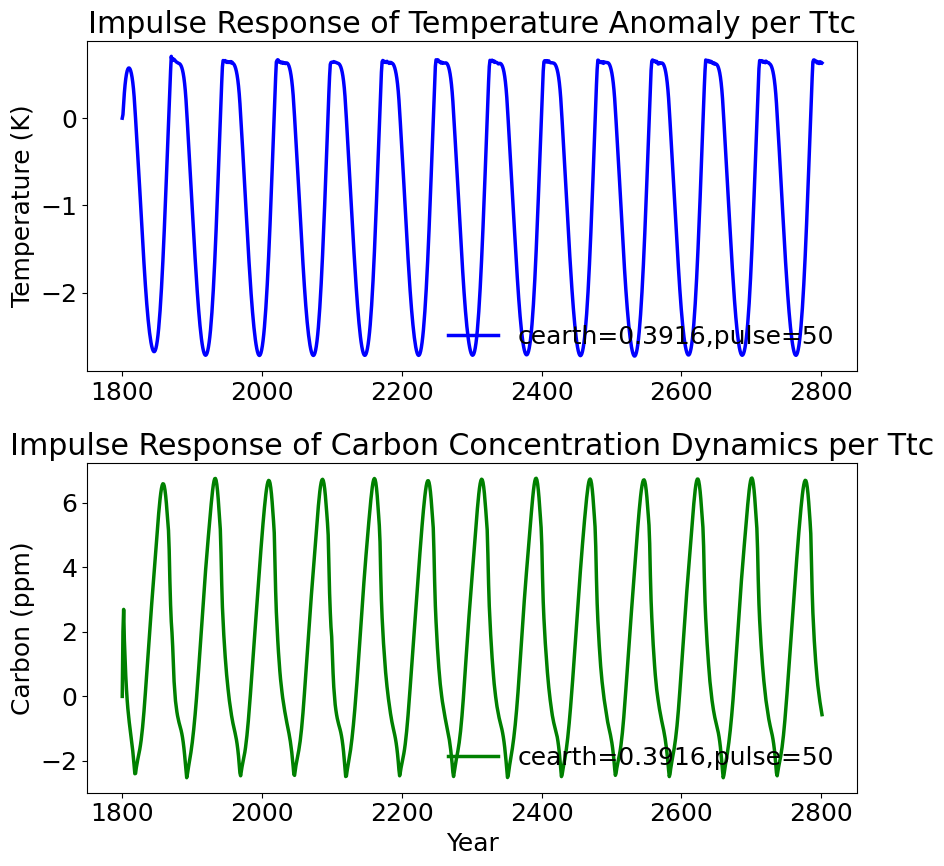 Impulse Response of Temperature Anomaly per Ttc
Temperature (K)
0
−1
−2
cearth=0.3916,pulse=50
1800 2000 2200 2400 2600 2800
Impulse Response of Carbon Concentration Dynamics per Ttc
Carbon (ppm)
6
4
2
0
−2
cearth=0.3916,pulse=50
1800 2000 2200 2400 2600 2800
Year